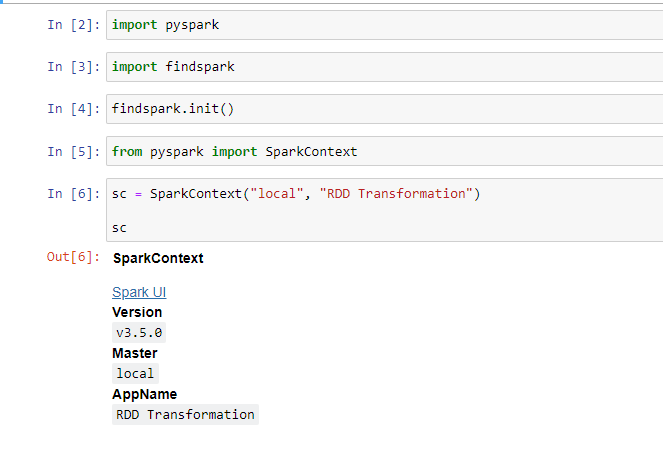 In [2]: import pyspark
In [3]: import findspark
In [4]: findspark.init()
In [5]: from pyspark import SparkContext
In [6]: sc = SparkContext("local", "RDD Transformation")
sc
Out[6]: SparkContext
Spark UI
Version
v3.5.0
Master
local
AppName
RDD Transformation